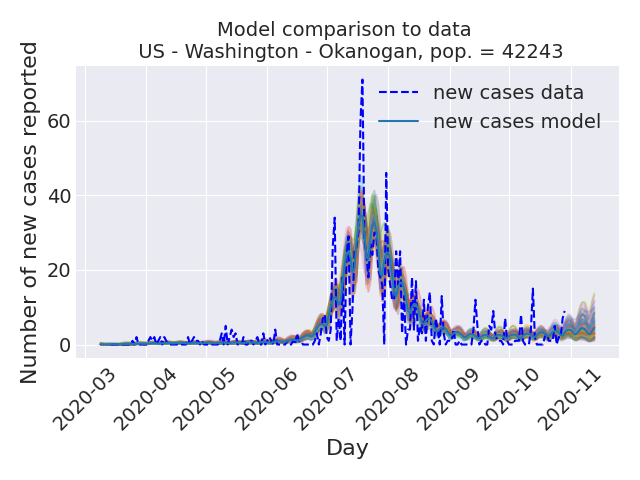 Model comparison to data
US - Washington - Okanogan, pop. = 42243
Number of new cases reported
60
40
20
0
new cases data
new cases model
2020-03
2020-04
2020-05
2020-06
2020-07
2020-08
2020-09
2020-10
2020-11
Day